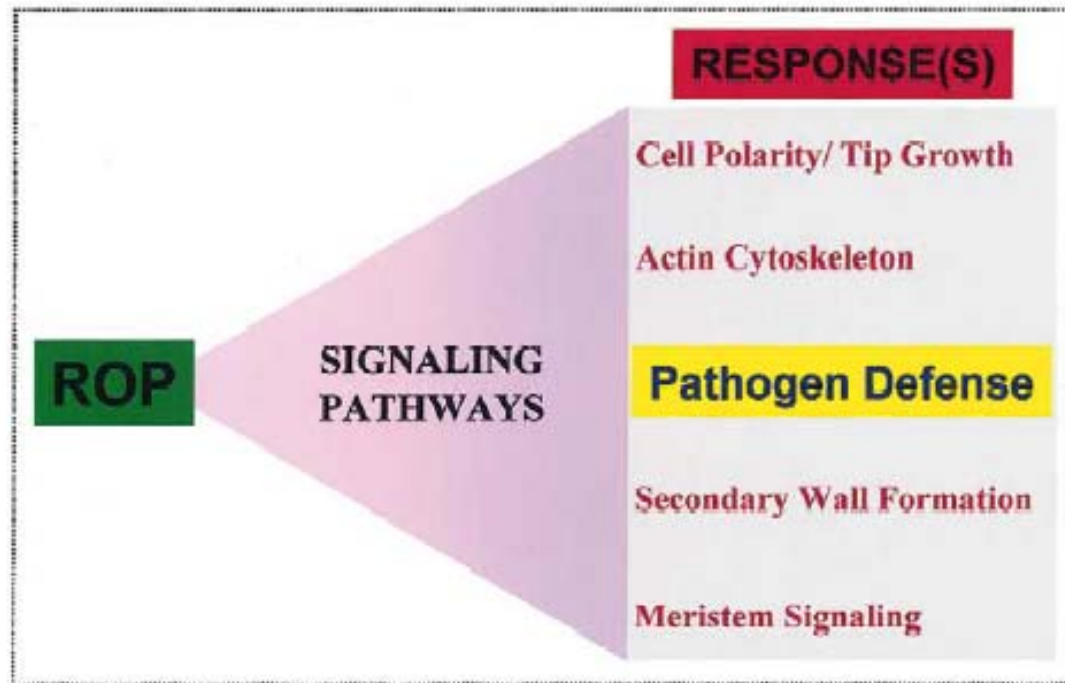 RESPONSE(S)
Cell Polarity/ Tip Growth
Actin Cytoskeleton
ROP
SIGNALING
PATHWAYS
Pathogen Defense
Secondary Wall Formation
Meristem Signaling